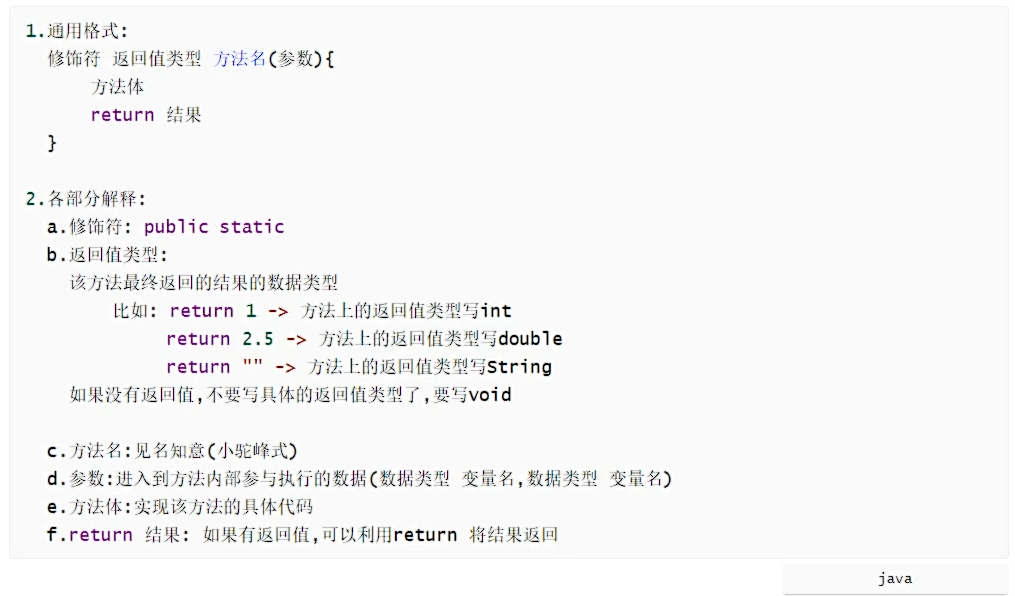 1.通用格式:
修饰符 返回值类型 方法名(参数){
方法体
return 结果
}
2.各部分解释:
a.修饰符: public static
b.返回值类型:
该方法最终返回的结果的数据类型
比如: return 1 -> 方法上的返回值类型写int
return 2.5 -> 方法上的返回值类型写double
return "" -> 方法上的返回值类型写String
如果没有返回值,不要写具体的返回值类型了,要写void
c.方法名:见名知意(小驼峰式)
d.参数:进入到方法内部参与执行的数据(数据类型 变量名,数据类型 变量名)
e.方法体:实现该方法的具体代码
f.return 结果: 如果有返回值,可以利用return 将结果返回
java